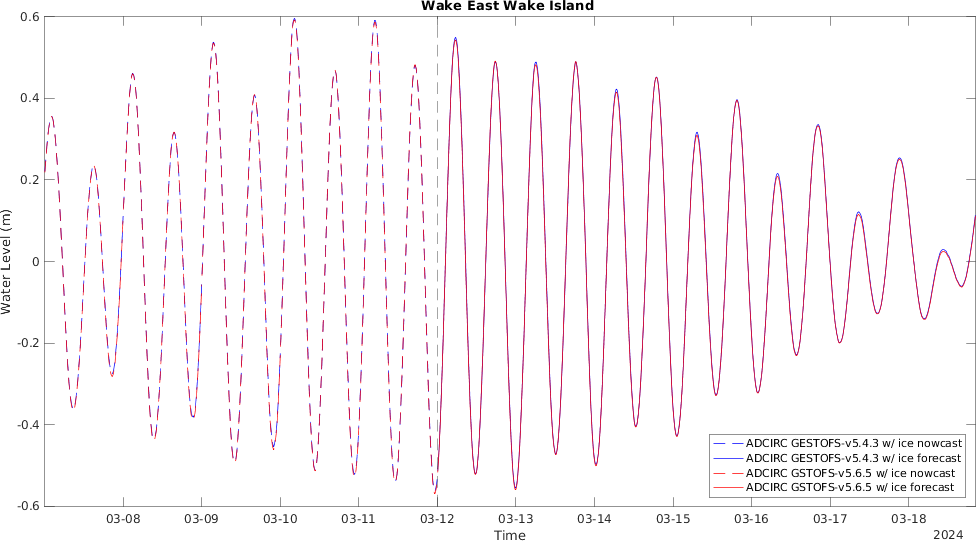 Wake East Wake Island
0.6
0.4
0.2
0
-0.2
-0.4
-0.6
Water Level (m)
03-08 03-09 03-10 03-11 03-12 03-13 03-14 03-15 03-16 03-17 03-18
Time
2024
ADCIRC GESTOFS-v5.4.3 w/ ice nowcast
ADCIRC GESTOFS-v5.4.3 w/ ice forecast
ADCIRC GSTOFS-v5.6.5 w/ ice nowcast
ADCIRC GSTOFS-v5.6.5 w/ ice forecast